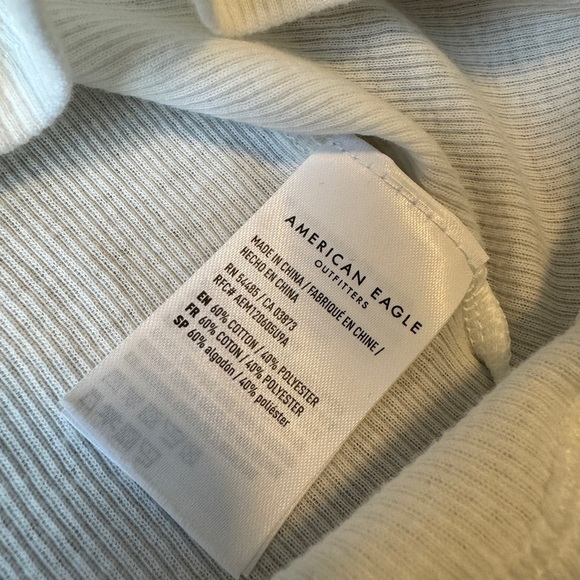 AMERICAN EAGLE
OUTFITTERS
MADE IN CHINA / FABRIQUÉ EN CHINE /
HECHO EN CHINA
RN 54485 / CA 03873
RFC# AEM120605U9A
EN 60% COTTON / 40% POLYESTER
FR 60% COTON / 40% POLYESTER
SP 60% algodón / 40% poliéster